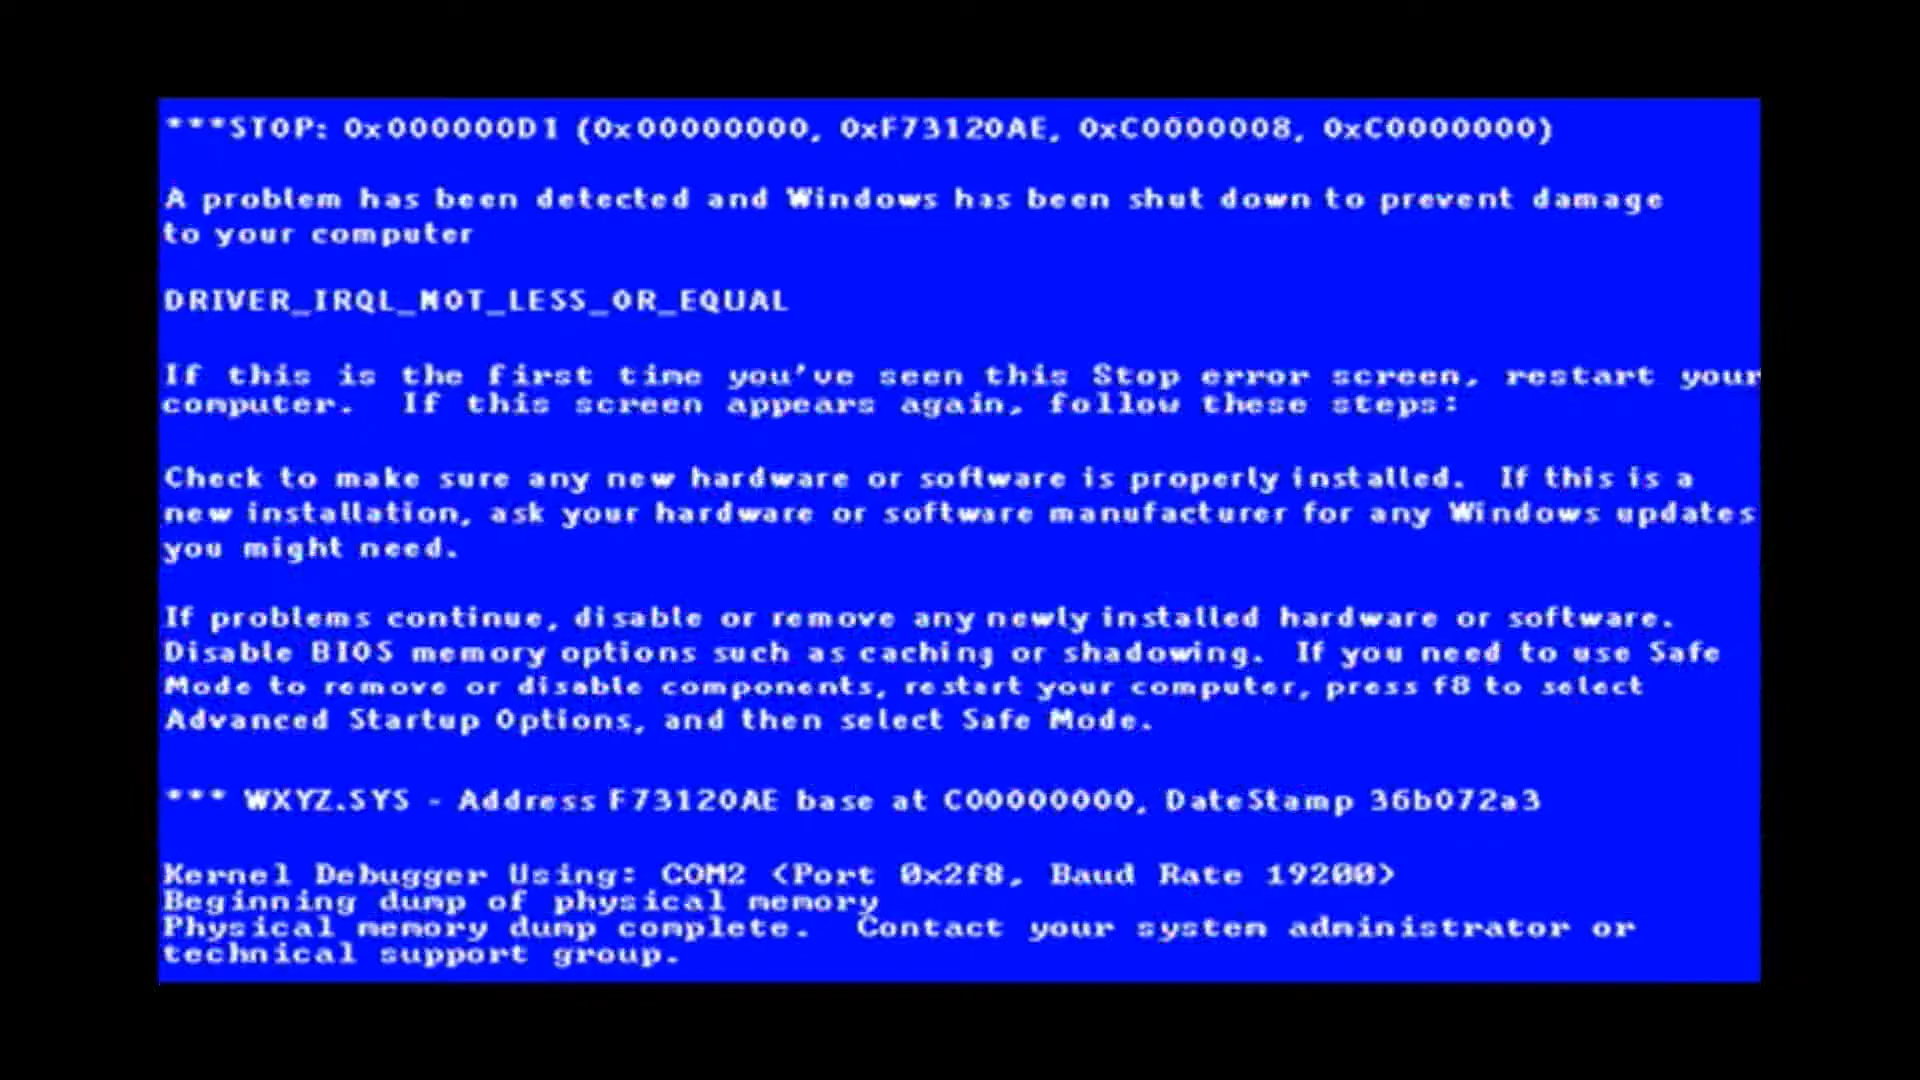 ***STOP: 0x000000D1 (0x00000000, 0xF73120AE, 0xC0000008, 0xC0000000)
A problem has been detected and Windows has been shut down to prevent damage
to your computer
DRIVER_IRQL_NOT_LESS_OR_EQUAL
If this is the first time you've seen this Stop error screen, restart your
computer.  If this screen appears again, follow these steps:
Check to make sure any new hardware or software is properly installed.  If this is a
new installation, ask your hardware or software manufacturer for any Windows updates
you might need.
If problems continue, disable or remove any newly installed hardware or software.
Disable BIOS memory options such as caching or shadowing.  If you need to use Safe
Mode to remove or disable components, restart your computer, press f8 to select
Advanced Startup Options, and then select Safe Mode.
*** WXYZ.SYS - Address F73120AE base at C00000000, DateStamp 36b072a3
Kernel Debugger Using: COM2 (Port 0x2f8, Baud Rate 19200)
Beginning dump of physical memory
Physical memory dump complete.  Contact your system administrator or
technical support group.